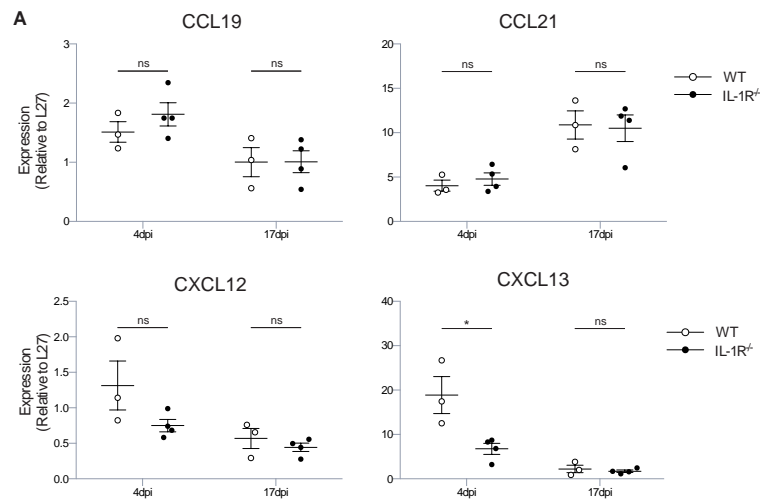 A
CCL19
CCL21
Expression
(Relative to L27)
3
2
1
0
ns
ns
4dpi
17dpi
20
15
10
5
0
ns
ns
4dpi
17dpi
WT
IL-1R-/-
CXCL12
CXCL13
Expression
(Relative to L27)
2.5
2.0
1.5
1.0
0.5
0.0
ns
ns
4dpi
17dpi
40
30
20
10
0
*
ns
4dpi
17dpi
WT
IL-1R-/-